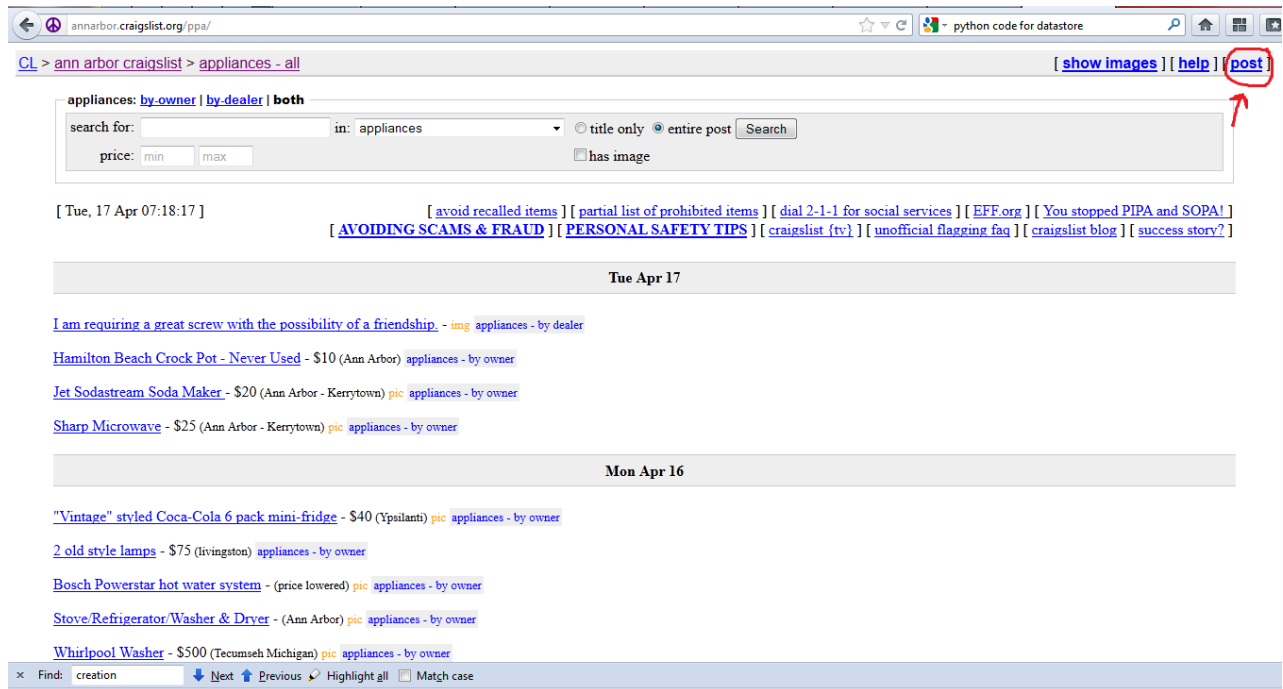 annarbor.craigslist.org/ppa/ python code for datastore
CL > ann arbor craigslist > appliances - all [ show images ] [ help ] [ post ]
appliances: by-owner | by-dealer | both
search for: in: appliances title only entire post Search
price: min max has image
[ Tue, 17 Apr 07:18:17 ] [ avoid recalled items ] [ partial list of prohibited items ] [ dial 2-1-1 for social services ] [ EFF.org ] [ You stopped PIPA and SOPA! ]
[ AVOIDING SCAMS & FRAUD ] [ PERSONAL SAFETY TIPS ] [ craigslist {tv} ] [ unofficial flagging faq ] [ craigslist blog ] [ success story? ]
Tue Apr 17
I am requiring a great screw with the possibility of a friendship. - img appliances - by dealer
Hamilton Beach Crock Pot - Never Used - $10 (Ann Arbor) appliances - by owner
Jet Sodastream Soda Maker - $20 (Ann Arbor - Kerrytown) pic appliances - by owner
Sharp Microwave - $25 (Ann Arbor - Kerrytown) pic appliances - by owner
Mon Apr 16
"Vintage" styled Coca-Cola 6 pack mini-fridge - $40 (Ypsilanti) pic appliances - by owner
2 old style lamps - $75 (livingston) appliances - by owner
Bosch Powerstar hot water system - (price lowered) pic appliances - by owner
Stove/Refrigerator/Washer & Dryer - (Ann Arbor) pic appliances - by owner
Whirlpool Washer - $500 (Tecumseh Michigan) pic appliances - by owner
× Find: creation Next Previous Highlight all Match case